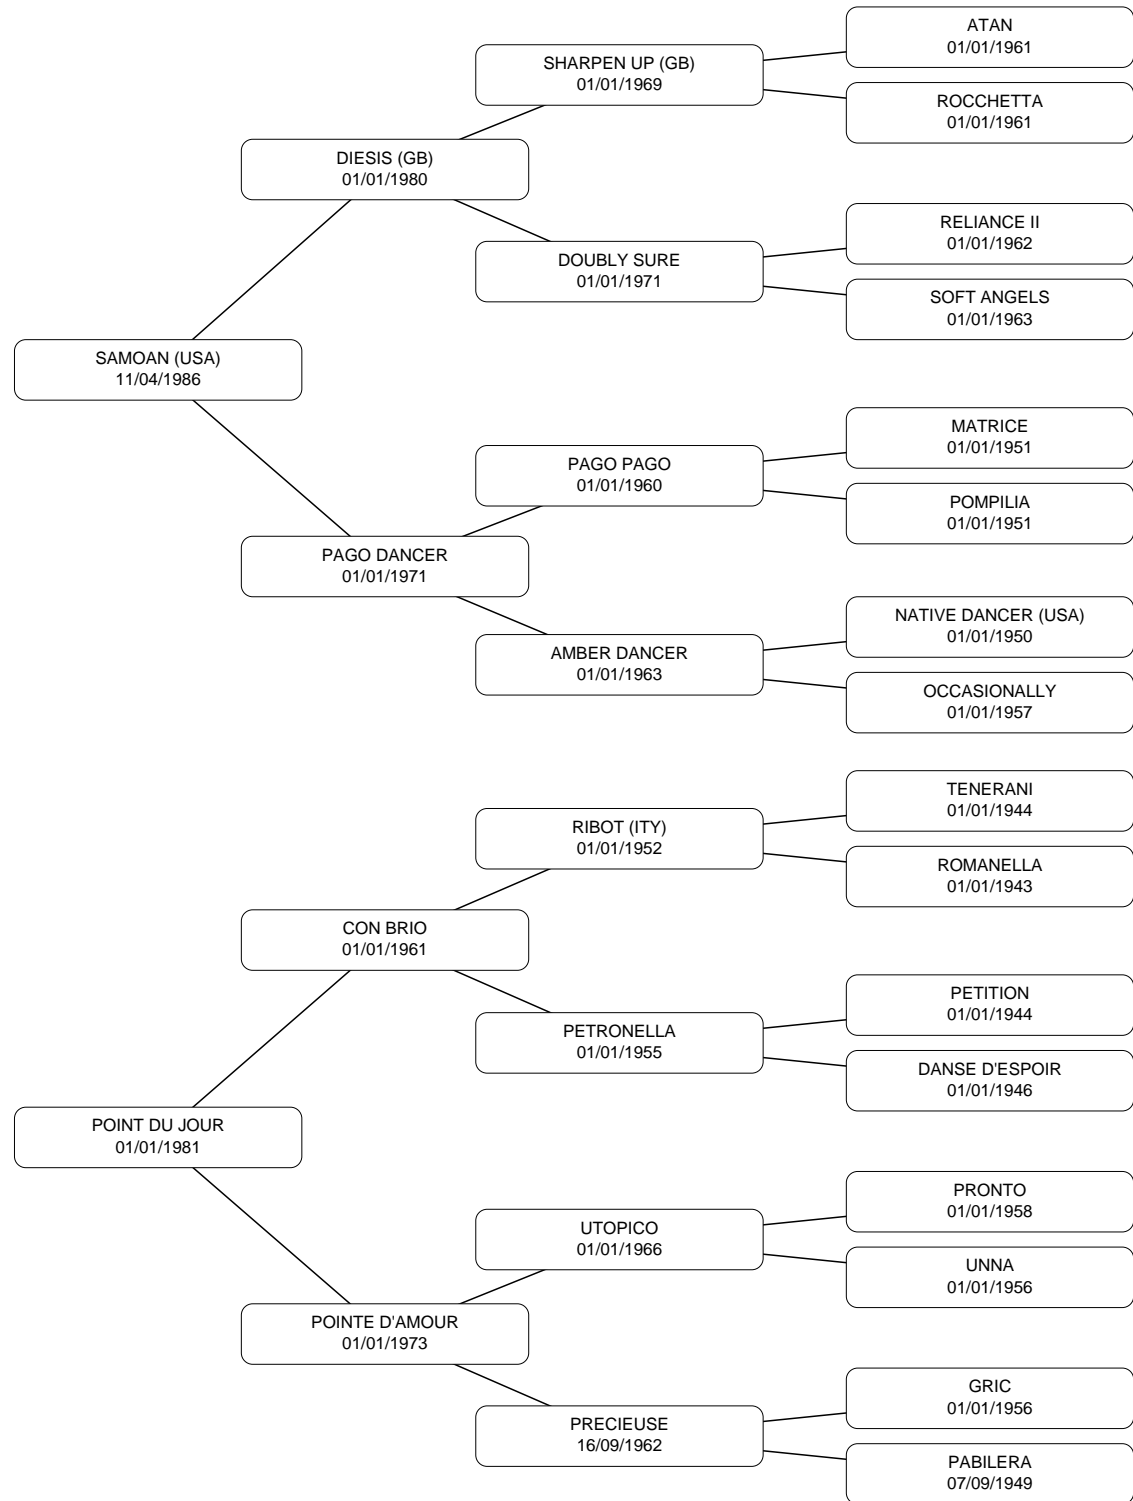 ATAN
01/01/1961
SHARPEN UP (GB)
01/01/1969
ROCCHETTA
01/01/1961
DIESIS (GB)
01/01/1980
RELIANCE II
01/01/1962
DOUBLY SURE
01/01/1971
SOFT ANGELS
01/01/1963
SAMOAN (USA)
11/04/1986
MATRICE
01/01/1951
PAGO PAGO
01/01/1960
POMPILIA
01/01/1951
PAGO DANCER
01/01/1971
NATIVE DANCER (USA)
01/01/1950
AMBER DANCER
01/01/1963
OCCASIONALLY
01/01/1957
TENERANI
01/01/1944
RIBOT (ITY)
01/01/1952
ROMANELLA
01/01/1943
CON BRIO
01/01/1961
PETITION
01/01/1944
PETRONELLA
01/01/1955
DANSE D'ESPOIR
01/01/1946
POINT DU JOUR
01/01/1981
PRONTO
01/01/1958
UTOPICO
01/01/1966
UNNA
01/01/1956
POINTE D'AMOUR
01/01/1973
GRIC
01/01/1956
PRECIEUSE
16/09/1962
PABILERA
07/09/1949